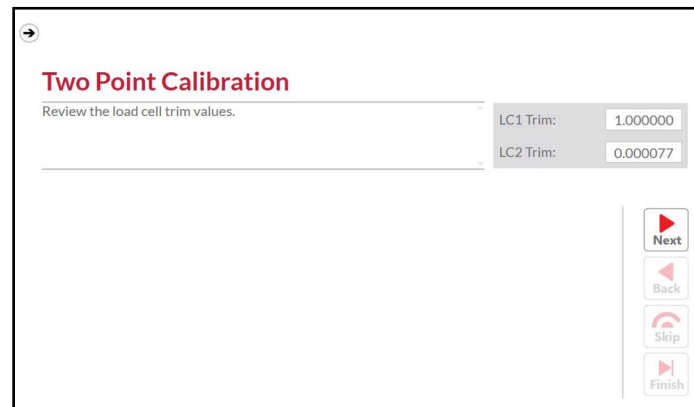 Two Point Calibration
Review the load cell trim values.
LC1 Trim: 1.000000
LC2 Trim: 0.000077
Next
Back
Skip
Finish